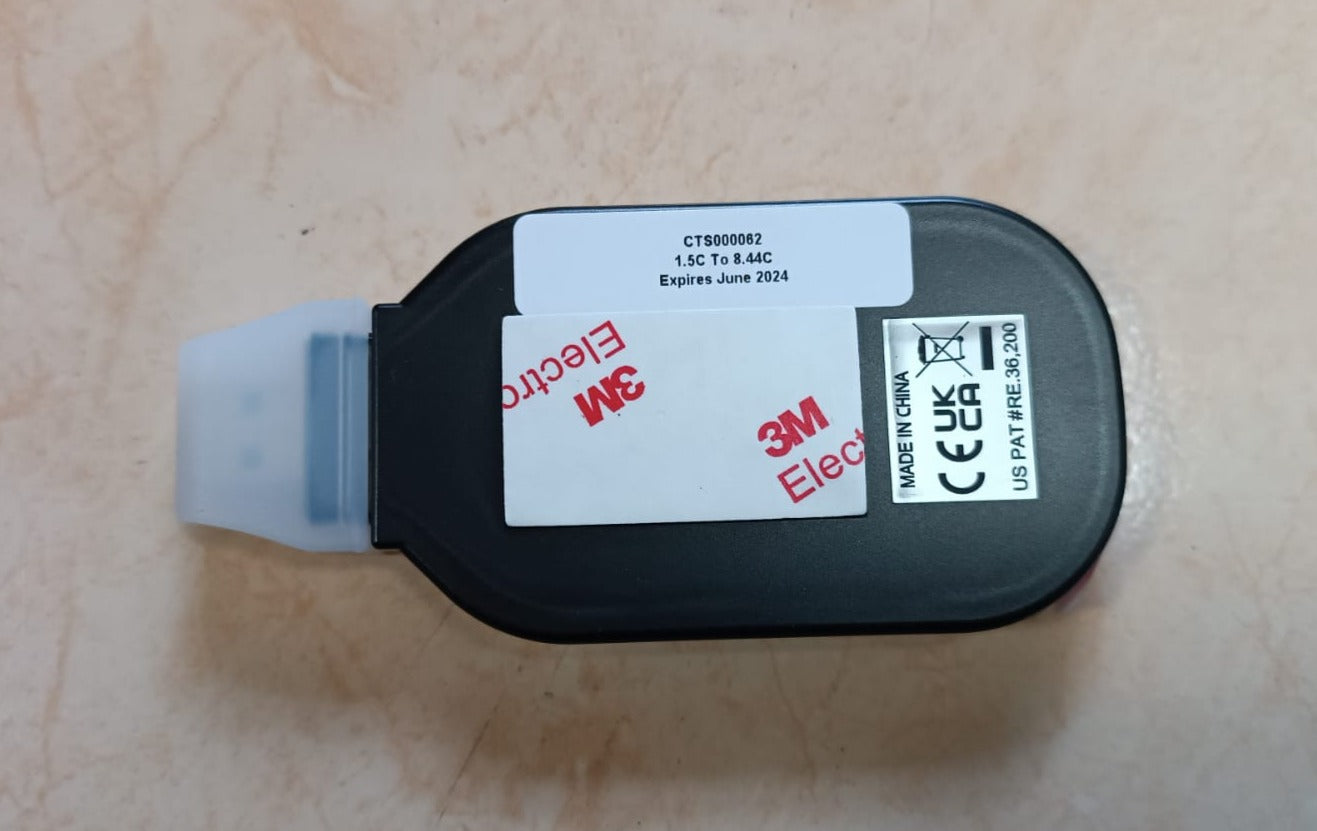 CTS000062
1.5C To 8.44C
Expires June 2024
Electro
3M
3M
Elect
MADE IN CHINA
CE UK CA
US PAT #RE.36,200